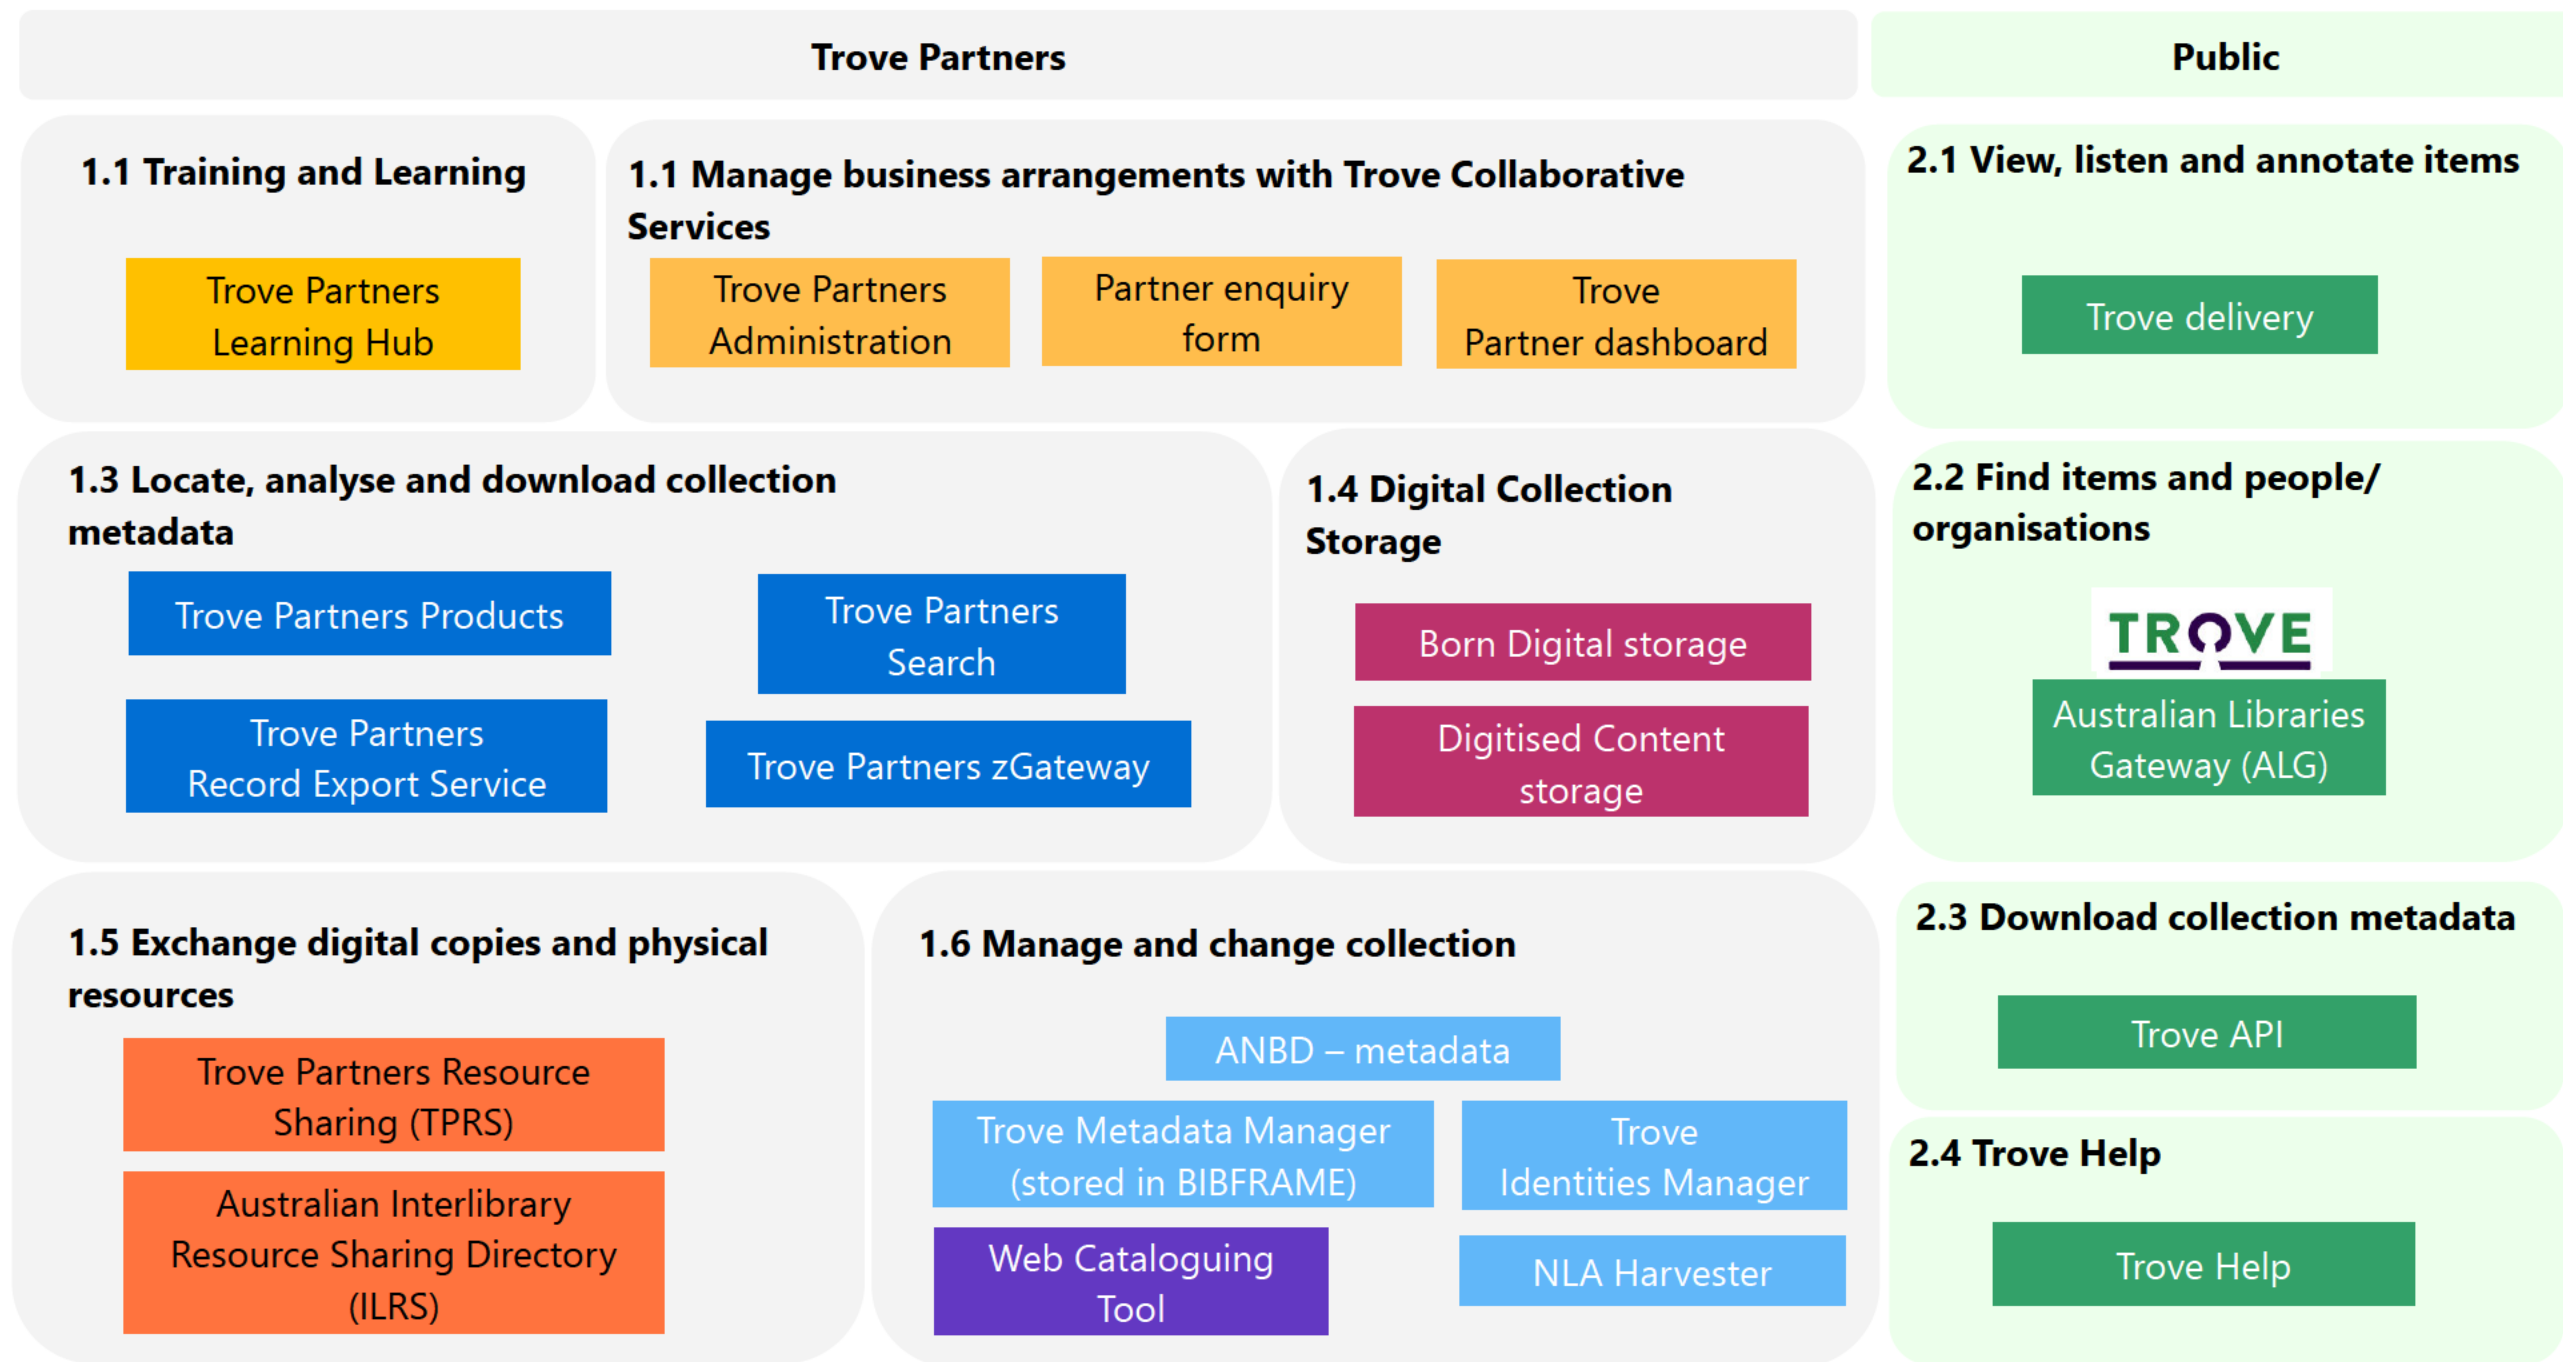 Trove Partners
Public
1.1 Training and Learning
Trove Partners
Learning Hub
1.1 Manage business arrangements with Trove Collaborative
Services
Trove Partners
Administration
Partner enquiry
form
Trove
Partner dashboard
2.1 View, listen and annotate items
Trove delivery
1.3 Locate, analyse and download collection
metadata
Trove Partners Products
Trove Partners
Search
Trove Partners
Record Export Service
Trove Partners zGateway
1.4 Digital Collection
Storage
Born Digital storage
Digitised Content
storage
2.2 Find items and people/
organisations
TROVE
Australian Libraries
Gateway (ALG)
1.5 Exchange digital copies and physical
resources
Trove Partners Resource
Sharing (TPRS)
Australian Interlibrary
Resource Sharing Directory
(ILRS)
1.6 Manage and change collection
ANBD – metadata
Trove Metadata Manager
(stored in BIBFRAME)
Trove
Identities Manager
Web Cataloguing
Tool
NLA Harvester
2.3 Download collection metadata
Trove API
2.4 Trove Help
Trove Help